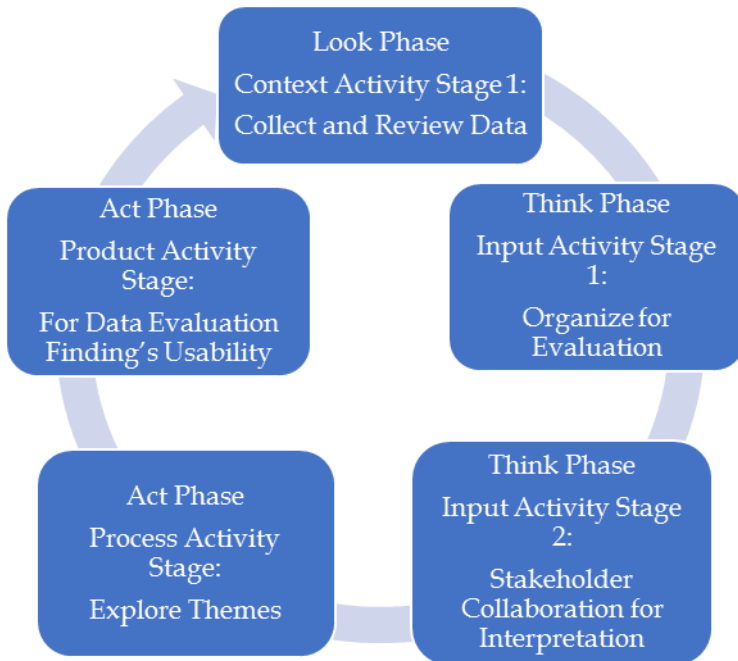 Look Phase
Context Activity Stage 1:
Collect and Review Data
Think Phase
Input Activity Stage
1:
Organize for
Evaluation
Think Phase
Input Activity Stage
2:
Stakeholder
Collaboration for
Interpretation
Act Phase
Process Activity
Stage:
Explore Themes
Act Phase
Product Activity
Stage:
For Data Evaluation
Finding’s Usability